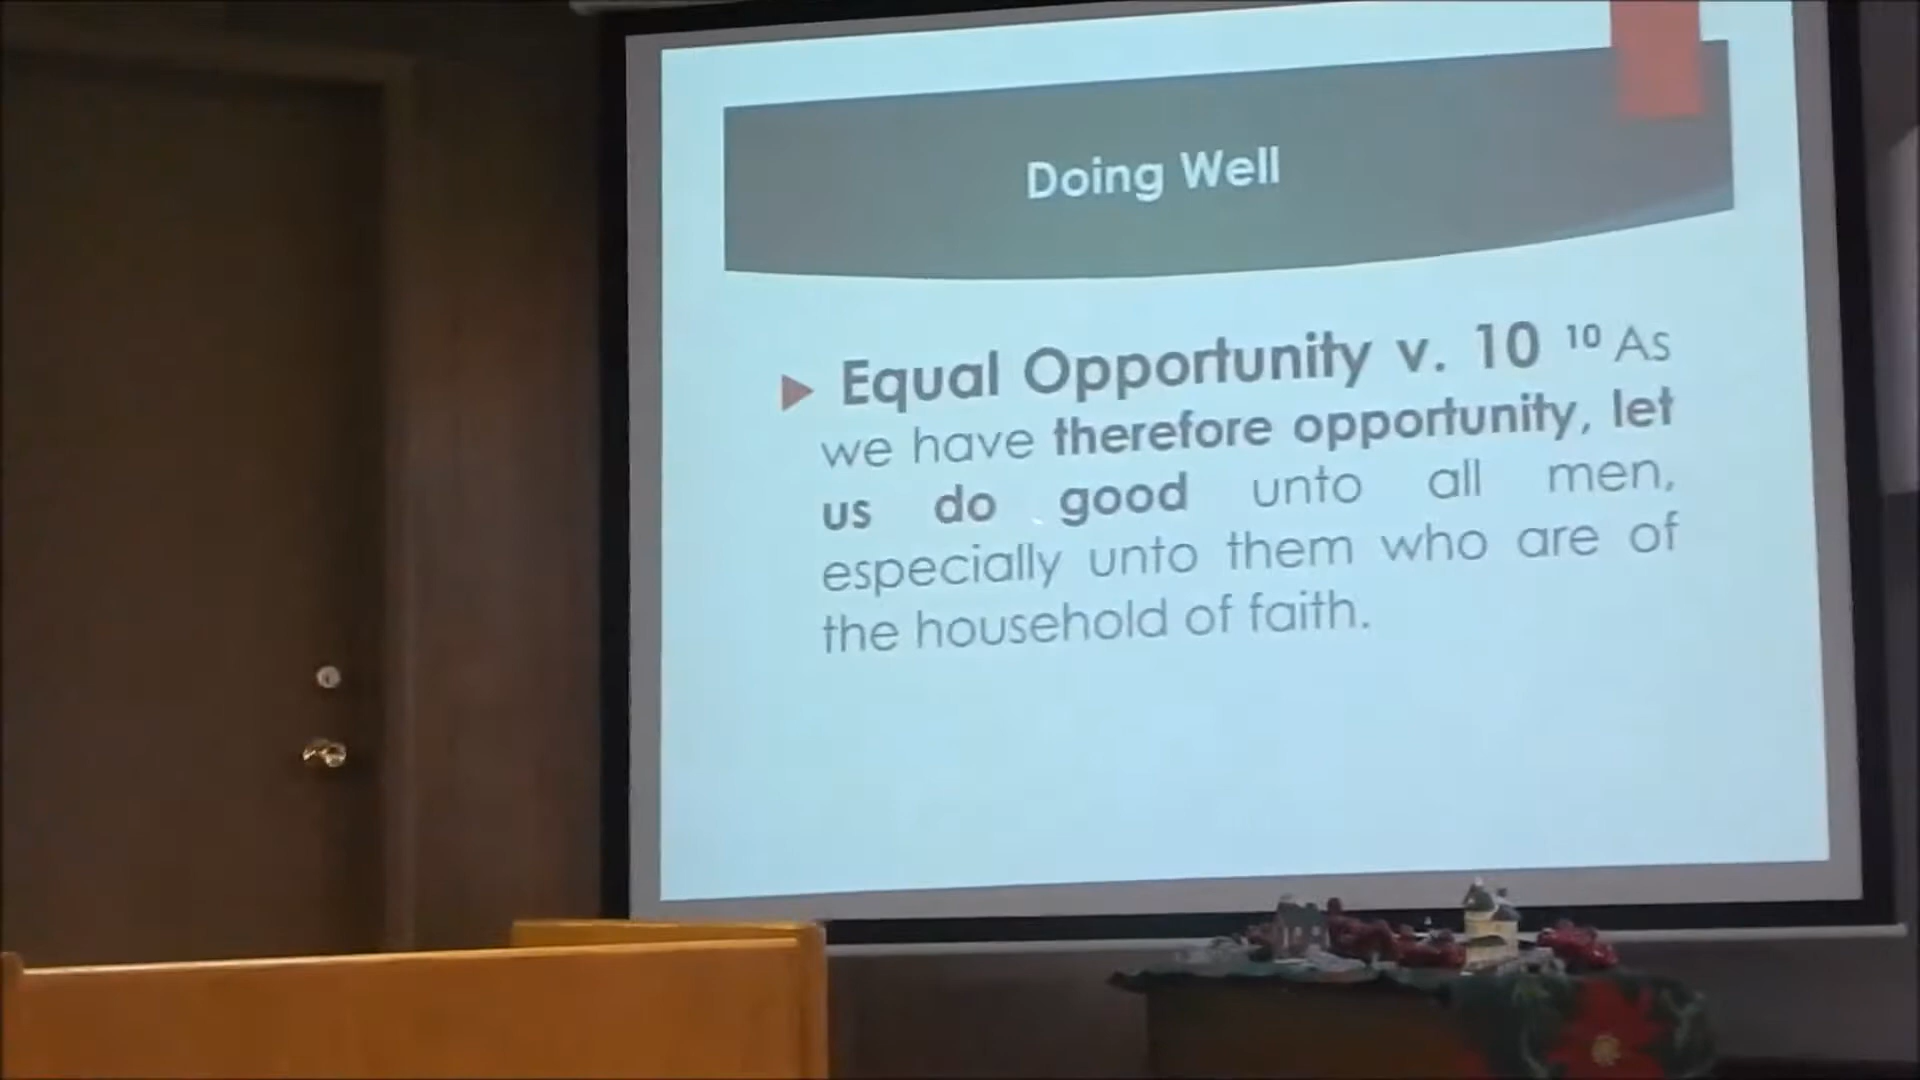 Doing Well
Equal Opportunity v. 10 ¹⁰ As
we have therefore opportunity, let
us do good unto all men,
especially unto them who are of
the household of faith.